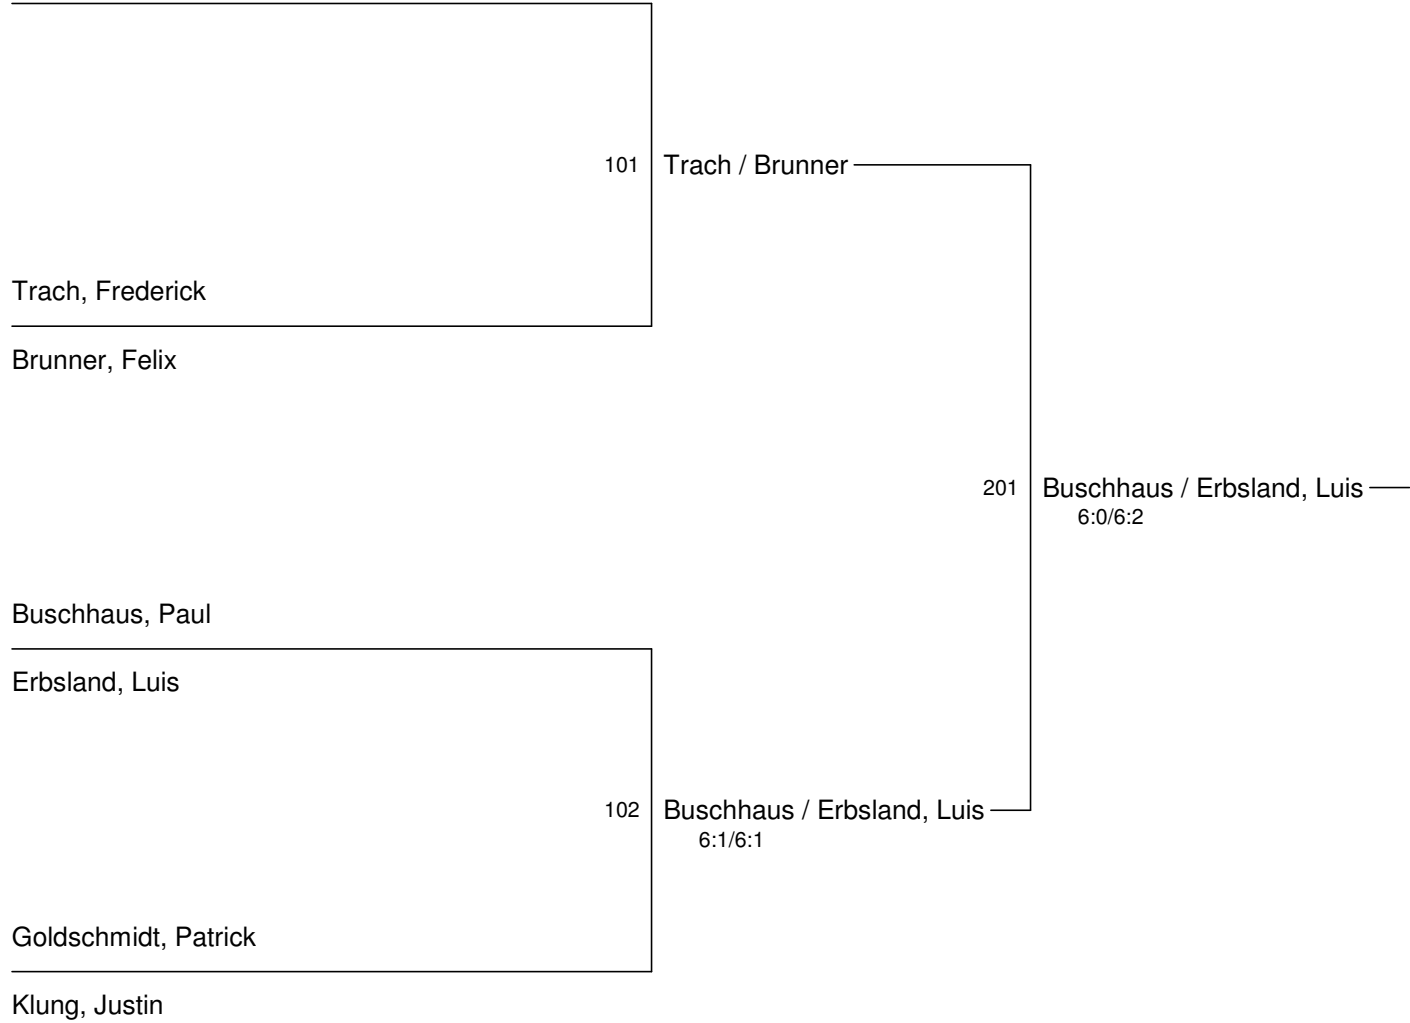 101 Trach / Brunner
Trach, Frederick
Brunner, Felix
201 Buschhaus / Erbsland, Luis
6:0/6:2
Buschhaus, Paul
Erbsland, Luis
102 Buschhaus / Erbsland, Luis
6:1/6:1
Goldschmidt, Patrick
Klung, Justin